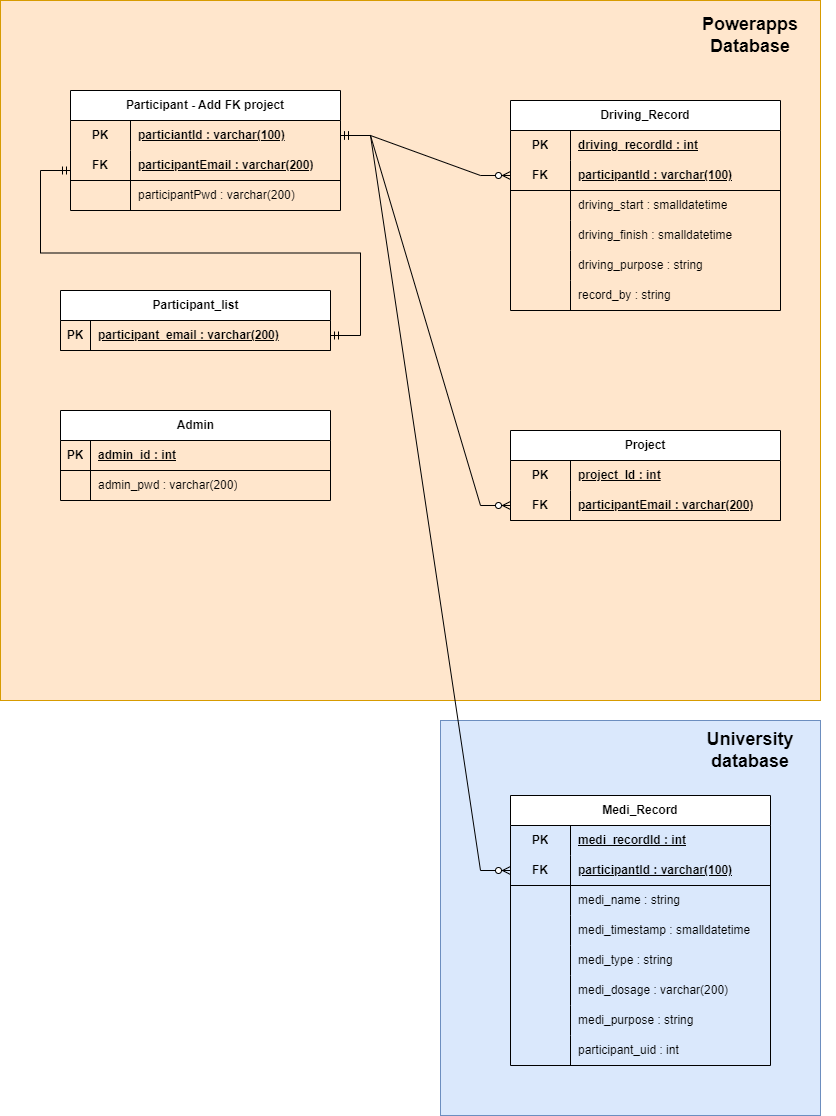 Powerapps
Database
Participant - Add FK project
PK particiantId : varchar(100)
FK participantEmail : varchar(200)
participantPwd : varchar(200)
Driving_Record
PK driving_recordId : int
FK participantId : varchar(100)
driving_start : smalldatetime
driving_finish : smalldatetime
driving_purpose : string
record_by : string
Participant_list
PK participant_email : varchar(200)
Admin
PK admin_id : int
admin_pwd : varchar(200)
Project
PK project_Id : int
FK participantEmail : varchar(200)
University
database
Medi_Record
PK medi_recordId : int
FK participantId : varchar(100)
medi_name : string
medi_timestamp : smalldatetime
medi_type : string
medi_dosage : varchar(200)
medi_purpose : string
participant_uid : int